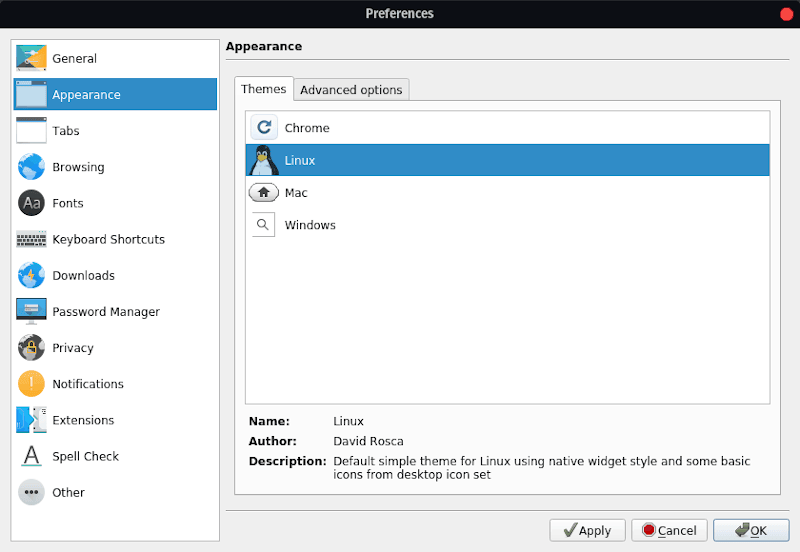 Preferences
General
Appearance
Tabs
Browsing
Aa Fonts
Keyboard Shortcuts
Downloads
Password Manager
Privacy
Notifications
Extensions
A Spell Check
Other
Appearance
Themes Advanced options
Chrome
Linux
Mac
Windows
Name: Linux
Author: David Rosca
Description: Default simple theme for Linux using native widget style and some basic
icons from desktop icon set
Apply Cancel OK